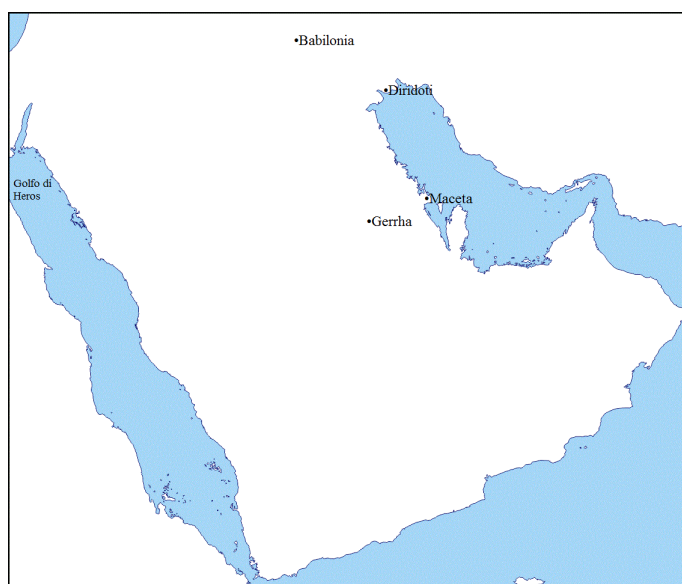 •Babilonia
•Diridoti
Golfo di
Heros
•Maceta
•Gerrha